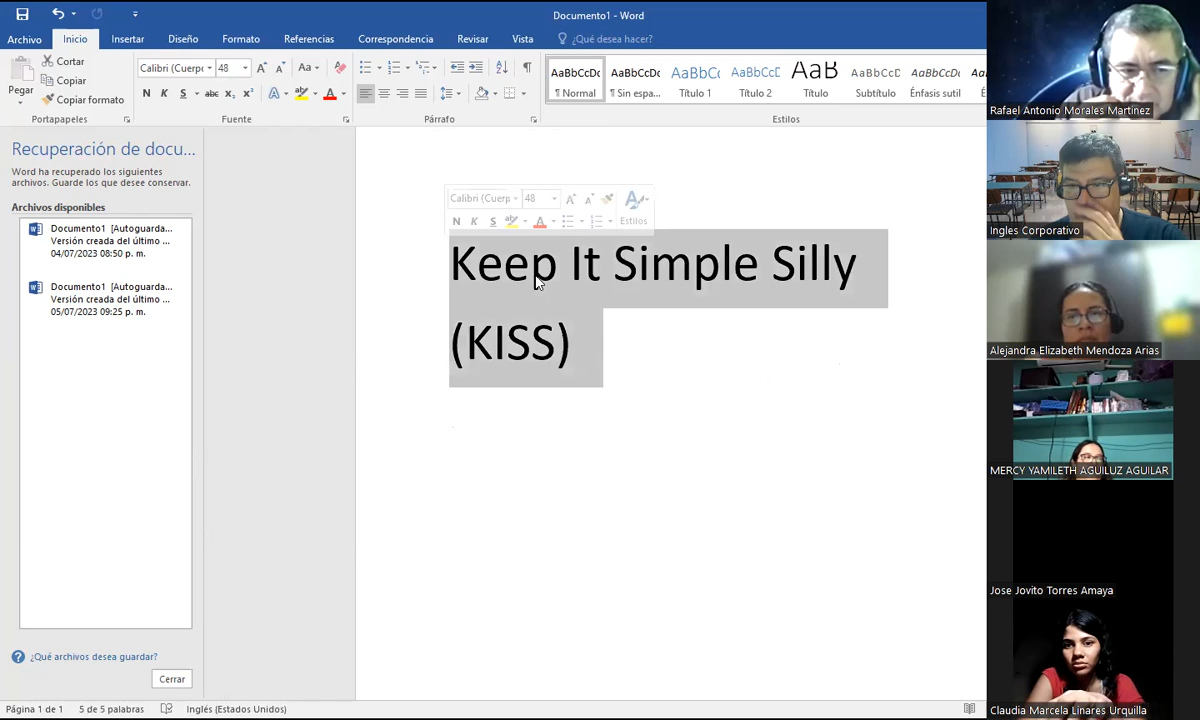 Documento1 - Word
Archivo
Inicio
Insertar
Diseño
Formato
Referencias
Correspondencia
Revisar
Vista
¿Qué desea hacer?
Pegar
Cortar
Copiar
Copiar formato
Portapapeles
Calibri (Cuerpo
48
Aa
N K S abc x₂ x²
Fuente
Párrafo
AaBbCcDc
¶ Normal
AaBbCcDc
¶ Sin espa...
AaBbCc
Título 1
AaBbCcD
Título 2
AaB
Título
AaBbCcD
Subtítulo
AaBbCcDc
Énfasis sutil
Estilos
Recuperación de docu...
Word ha recuperado los siguientes
archivos. Guarde los que desee conservar.
Archivos disponibles
Documento1 [Autoguarda...
Versión creada del último ...
04/07/2023 08:50 p. m.
Documento1 [Autoguarda...
Versión creada del último ...
05/07/2023 09:25 p. m.
¿Qué archivos desea guardar?
Cerrar
Calibri (Cuerp
48
N K S
Estilos
Keep It Simple Silly
(KISS)
Página 1 de 1
5 de 5 palabras
Inglés (Estados Unidos)
Rafael Antonio Morales Martinez
Ingles Corporativo
Alejandra Elizabeth Mendoza Arias
MERCY YAMILETH AGUILUZ AGUILAR
Jose Jovito Torres Amaya
Claudia Marcela Linares Urquilla